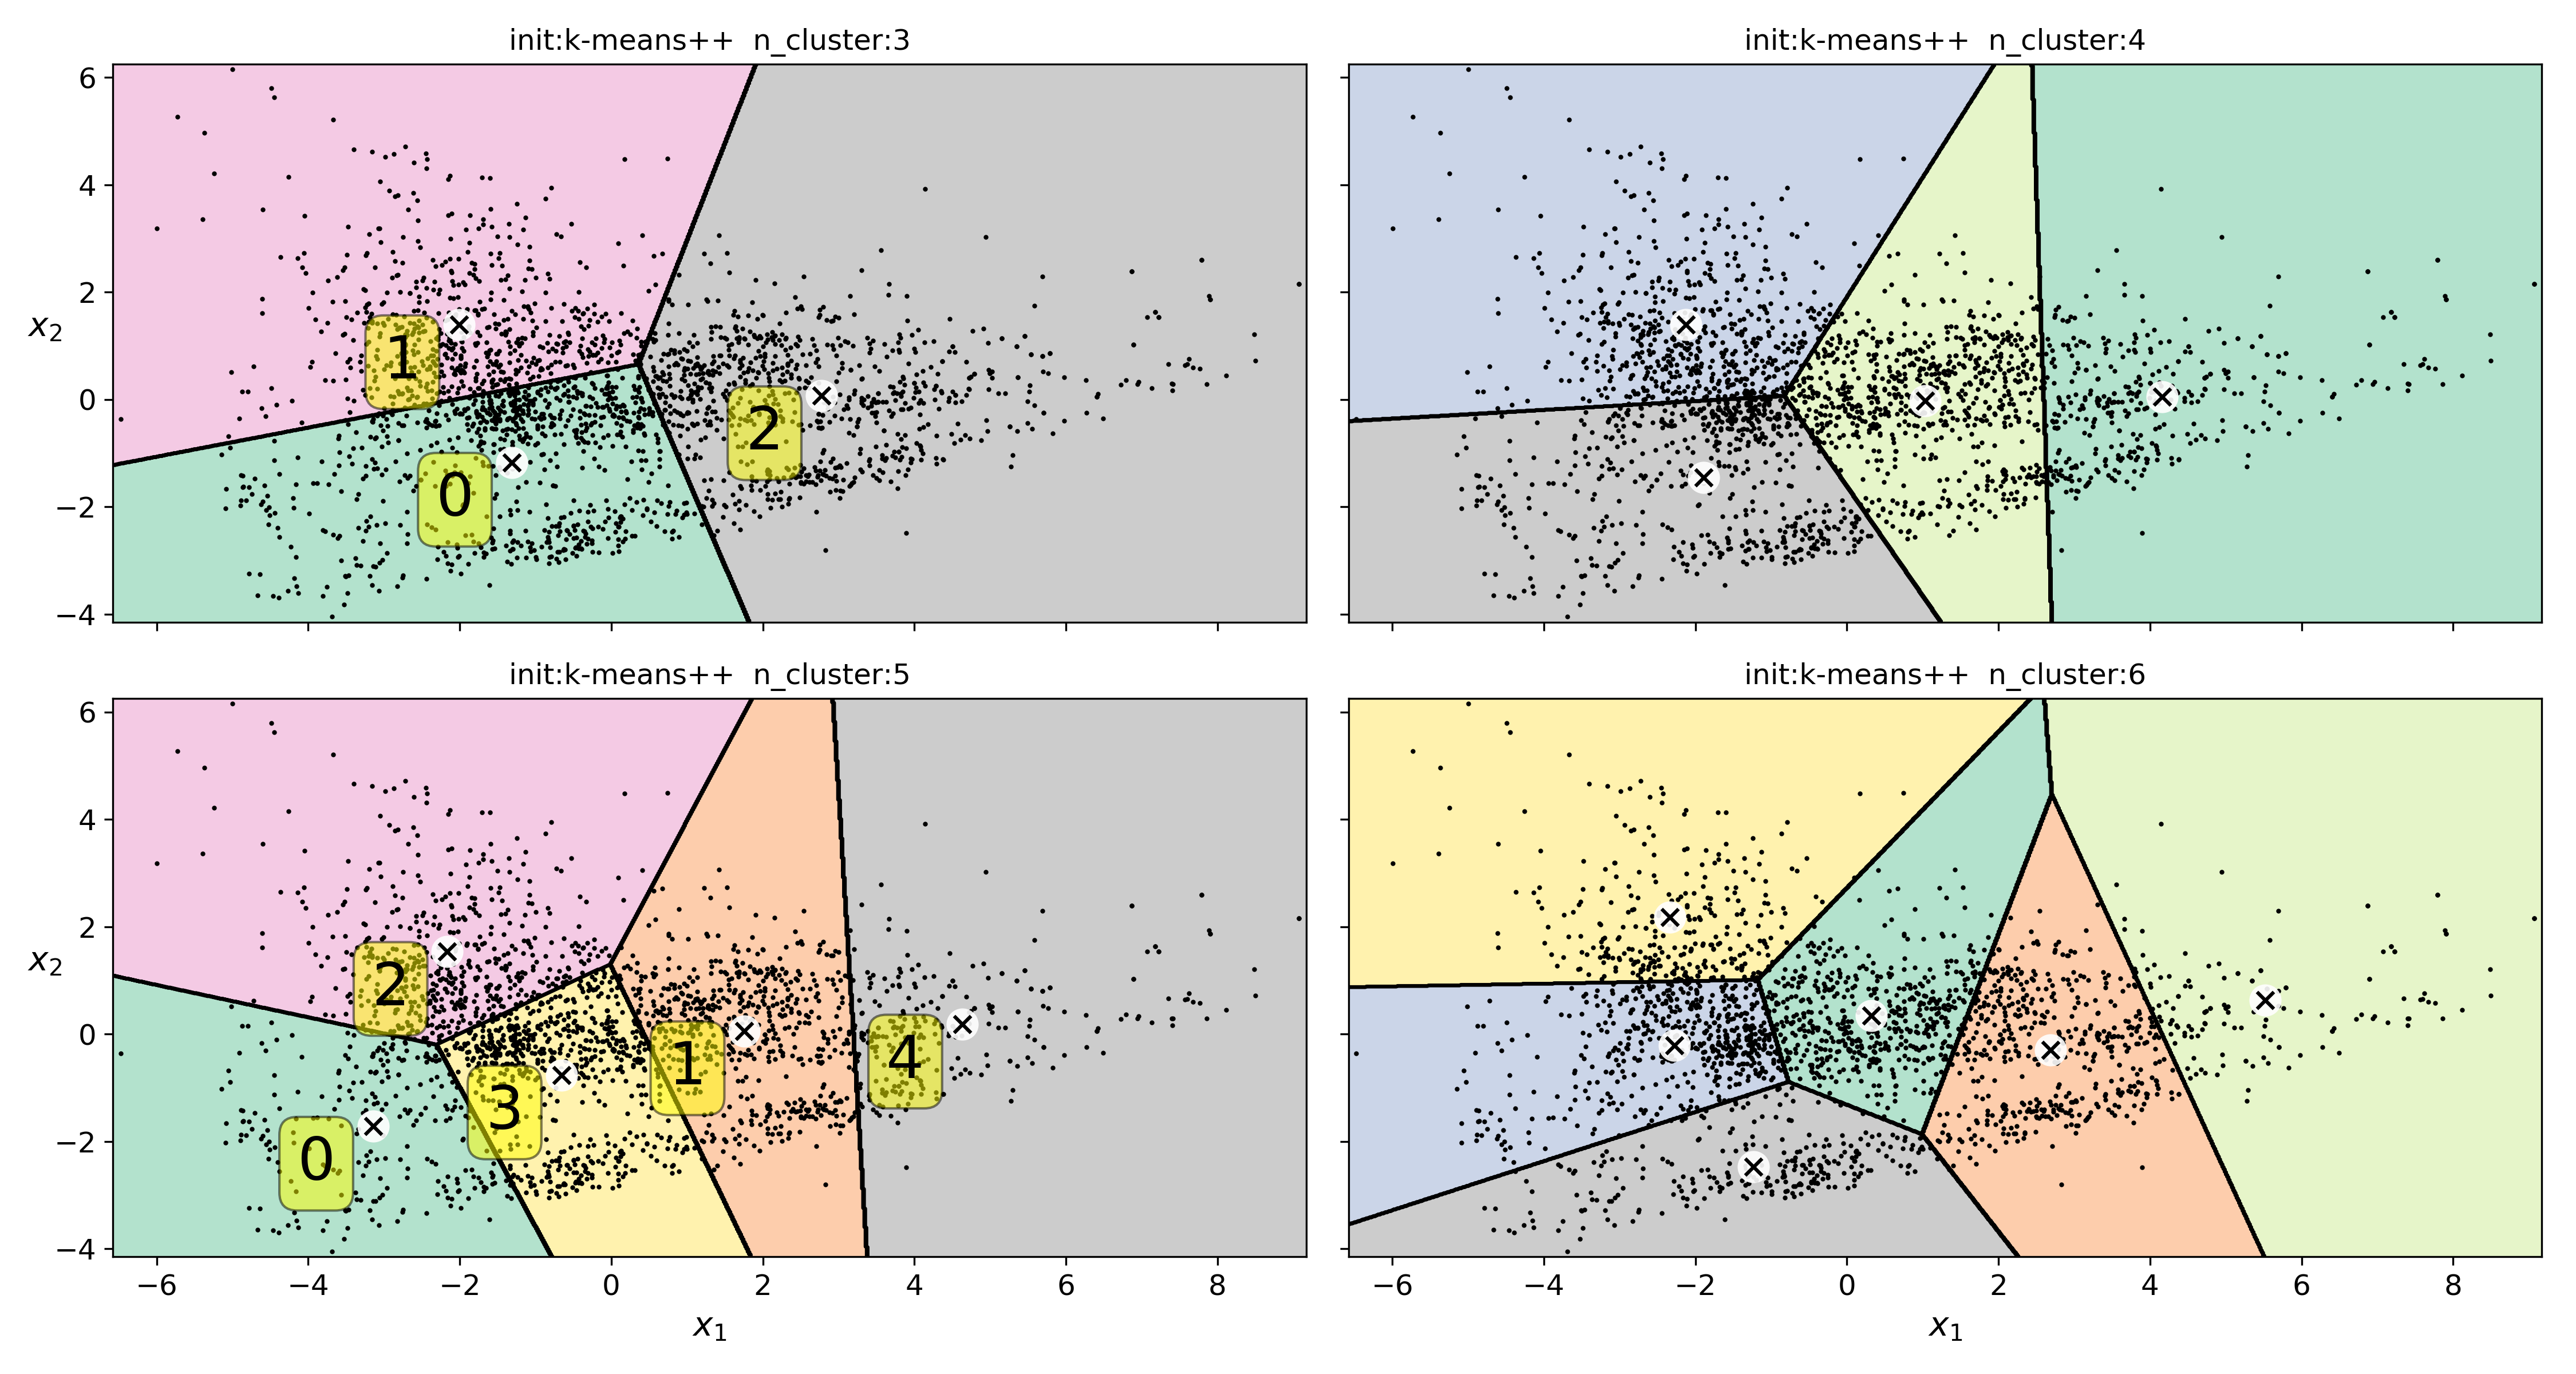 init:k-means++ n_cluster:3
init:k-means++ n_cluster:4
6
4
2
0
−2
−4
x₂
1
0
2
init:k-means++ n_cluster:5
init:k-means++ n_cluster:6
6
4
2
0
−2
−4
x₂
2
0
3
1
4
−6 −4 −2 0 2 4 6 8
x₁
−6 −4 −2 0 2 4 6 8
x₁